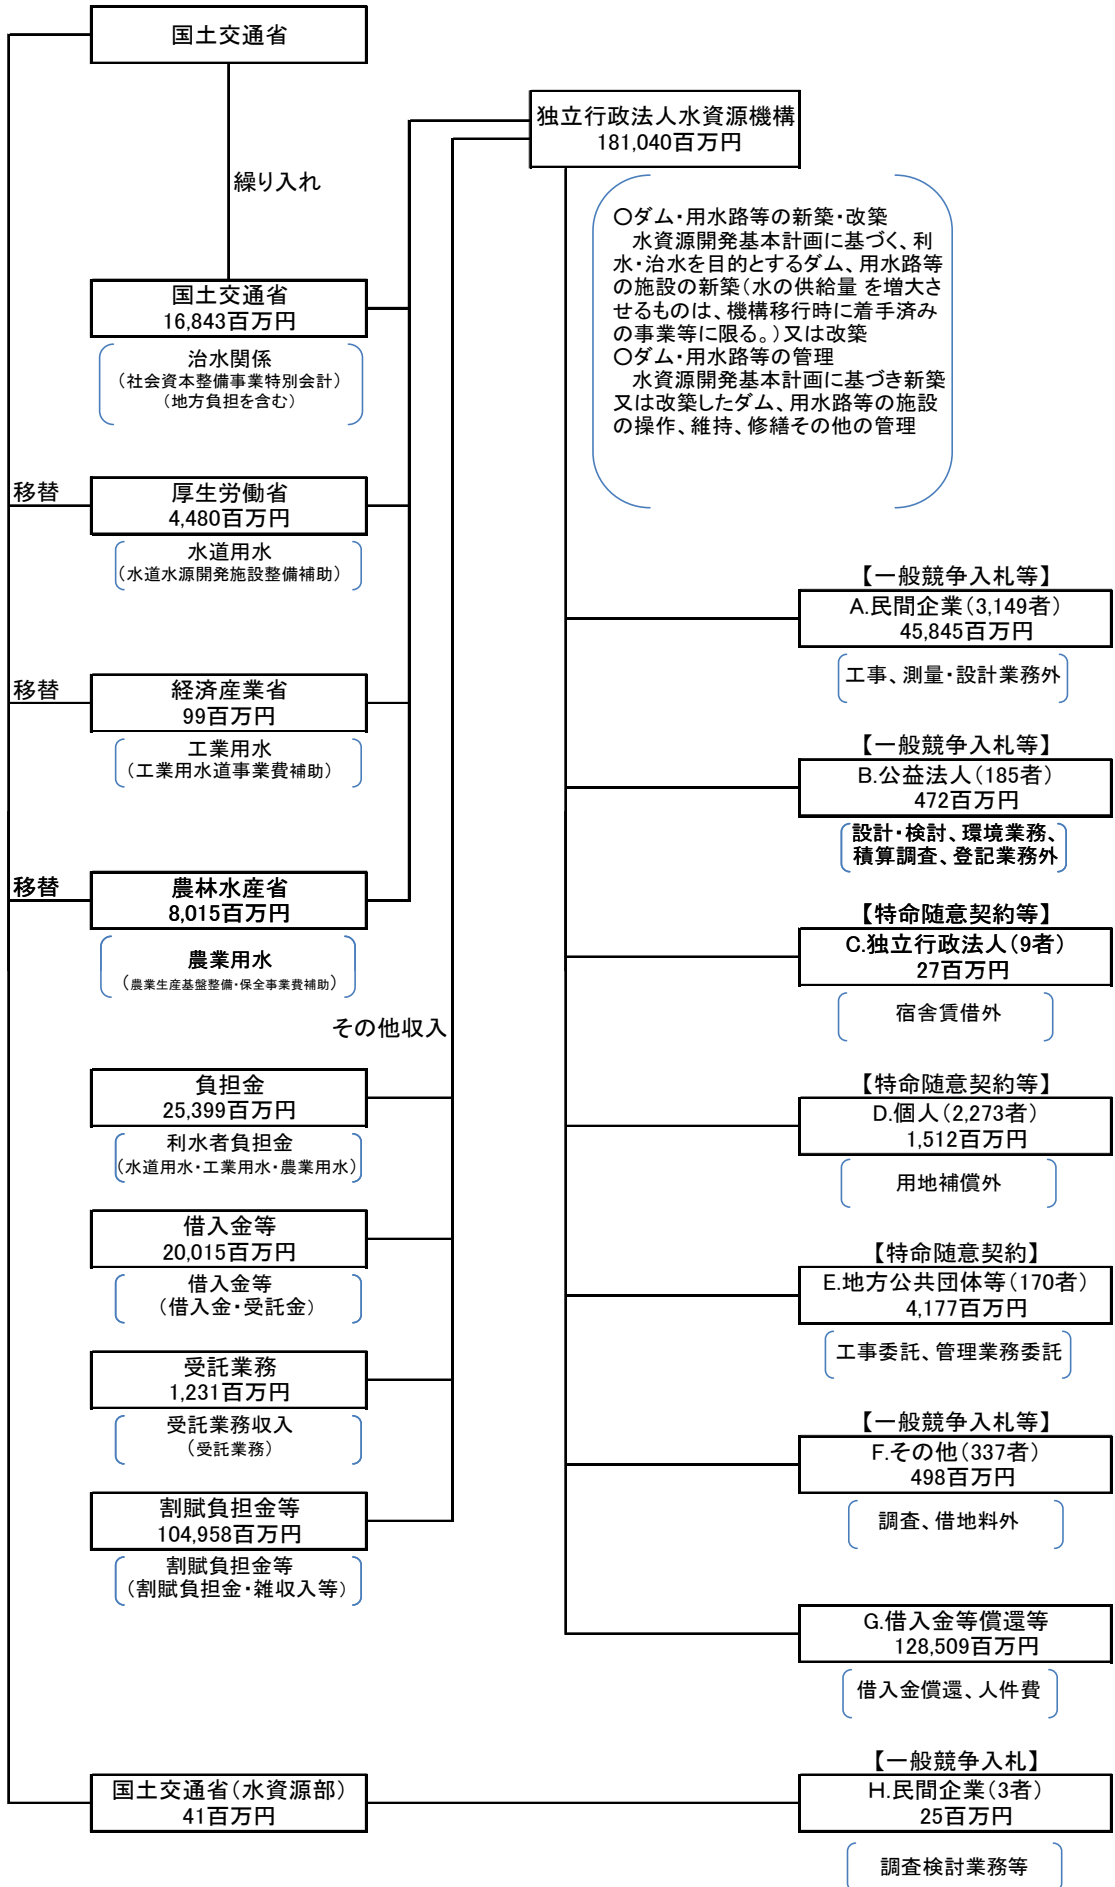 国土交通省
繰り入れ
国土交通省
16,843百万円
治水関係
（社会資本整備事業特別会計）
（地方負担を含む）
移替
厚生労働省
4,480百万円
水道用水
（水道水源開発施設整備補助）
移替
経済産業省
99百万円
工業用水
（工業用水道事業費補助）
移替
農林水産省
8,015百万円
農業用水
（農業生産基盤整備・保全事業費補助）
その他収入
負担金
25,399百万円
利水者負担金
（水道用水・工業用水・農業用水）
借入金等
20,015百万円
借入金等
（借入金・受託金）
受託業務
1,231百万円
受託業務収入
（受託業務）
割賦負担金等
104,958百万円
割賦負担金等
（割賦負担金・雑収入等）
国土交通省（水資源部）
41百万円
独立行政法人水資源機構
181,040百万円
○ダム・用水路等の新築・改築
　水資源開発基本計画に基づく、利
水・治水を目的とするダム、用水路等
の施設の新築（水の供給量 を増大さ
せるものは、機構移行時に着手済み
の事業等に限る。）又は改築
○ダム・用水路等の管理
　水資源開発基本計画に基づき新築
又は改築したダム、用水路等の施設
の操作、維持、修繕その他の管理
【一般競争入札等】
A.民間企業（3,149者）
45,845百万円
工事、測量・設計業務外
【一般競争入札等】
B.公益法人（185者）
472百万円
設計・検討、環境業務、
積算調査、登記業務外
【特命随意契約等】
C.独立行政法人（9者）
27百万円
宿舎賃借外
【特命随意契約等】
D.個人（2,273者）
1,512百万円
用地補償外
【特命随意契約】
E.地方公共団体等（170者）
4,177百万円
工事委託、管理業務委託
【一般競争入札等】
F.その他（337者）
498百万円
調査、借地料外
G.借入金等償還等
128,509百万円
借入金償還、人件費
【一般競争入札】
H.民間企業（3者）
25百万円
調査検討業務等